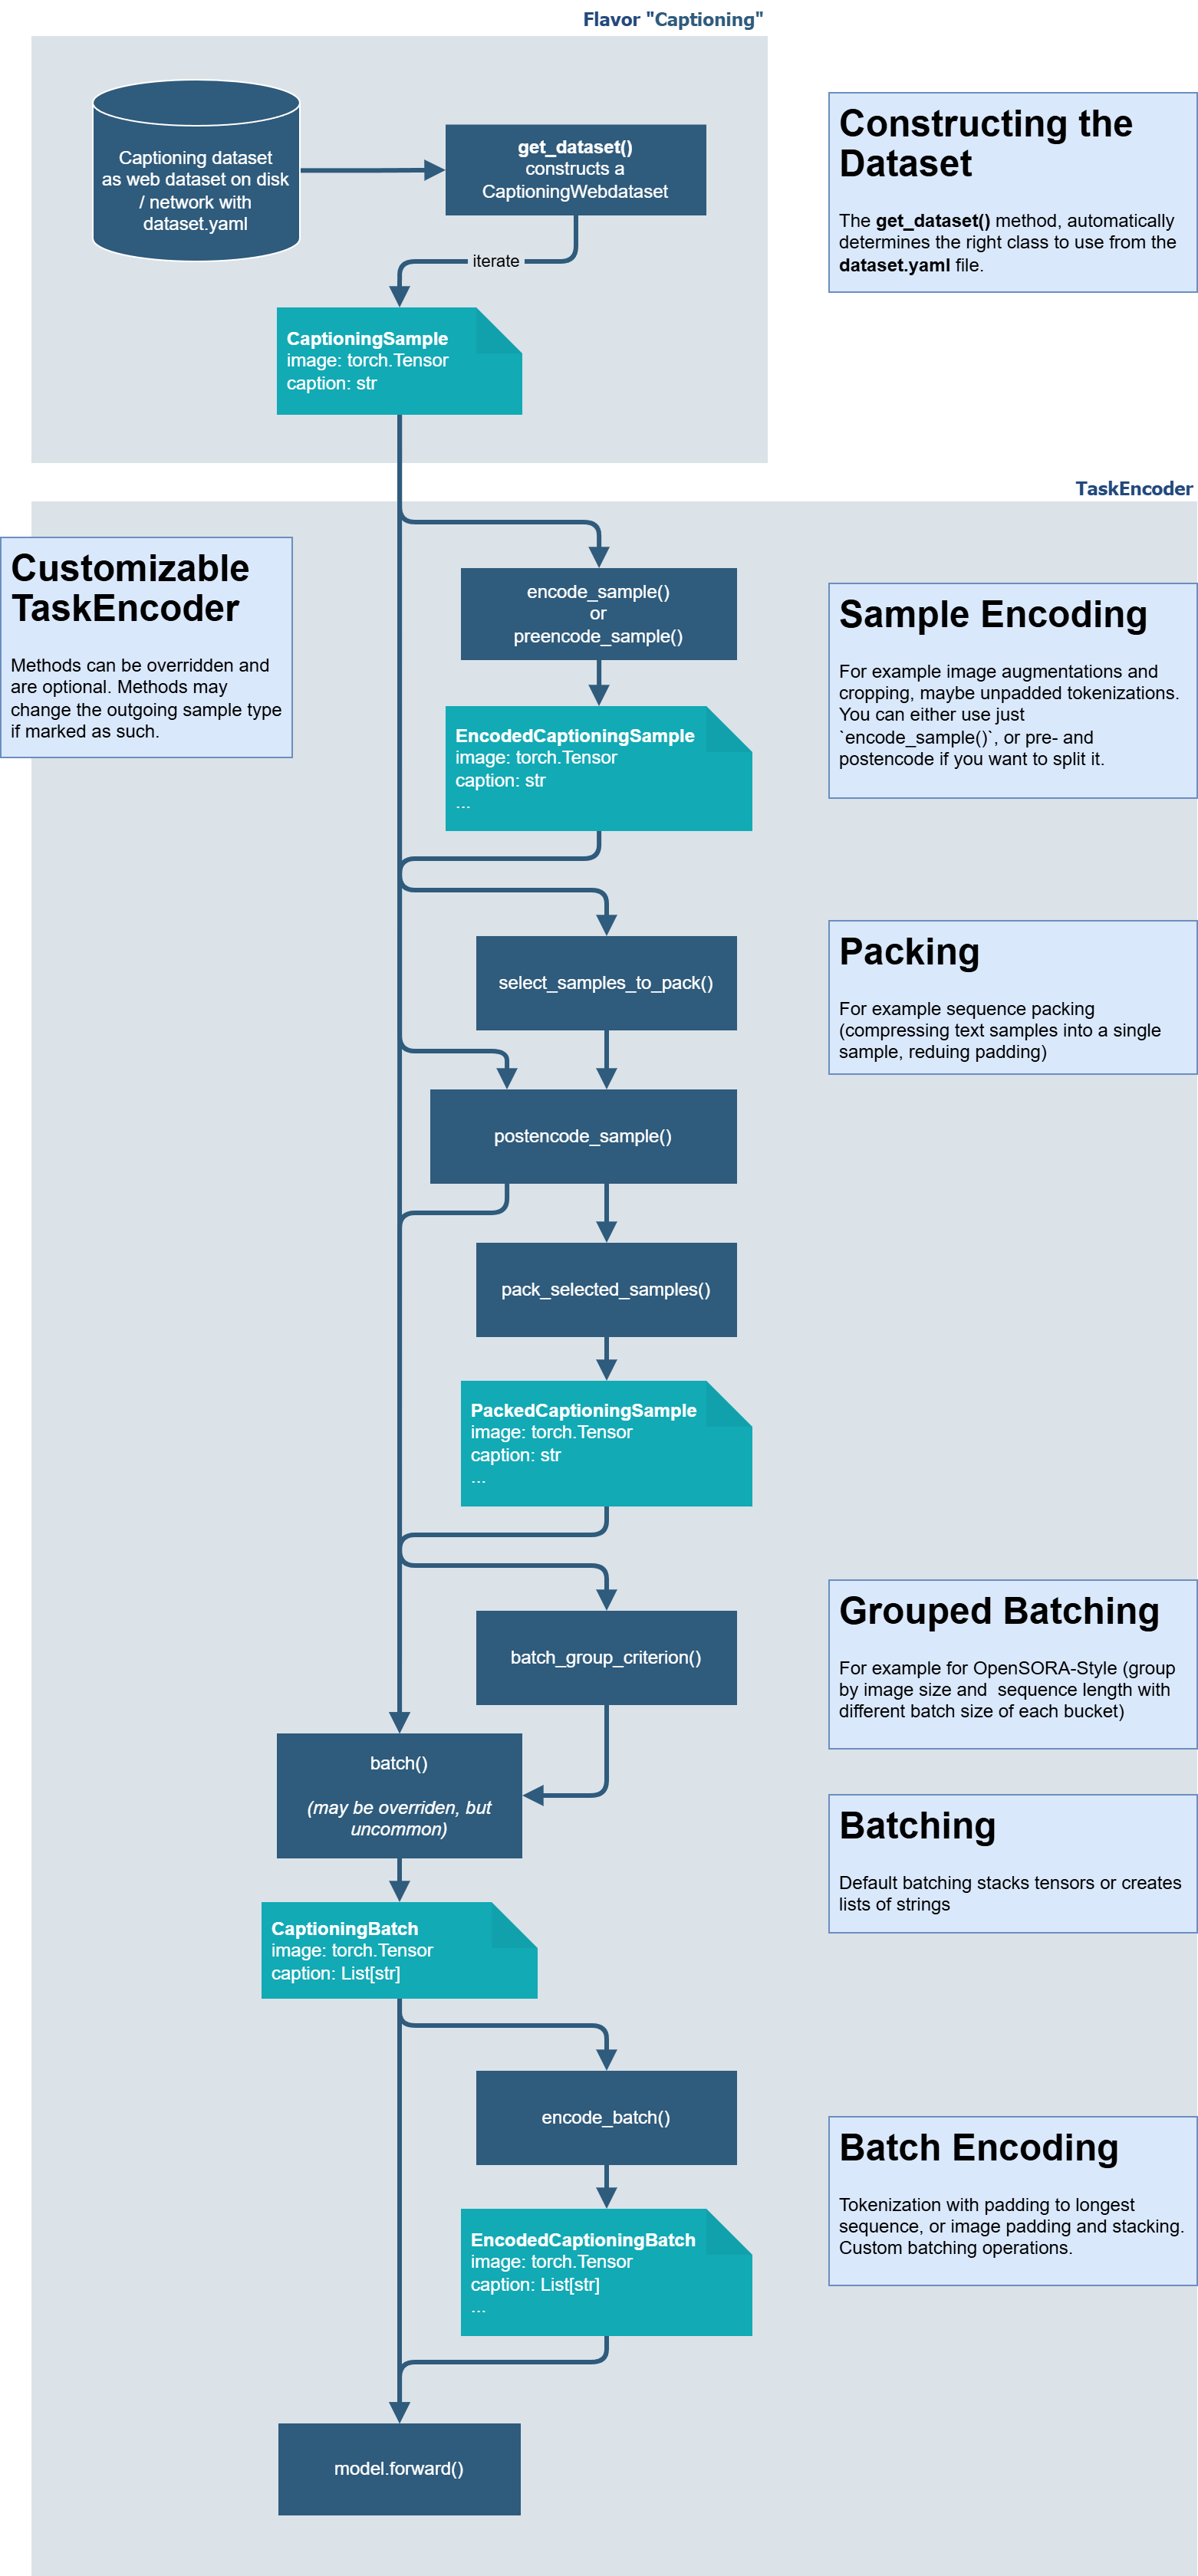 Flavor "Captioning"
Captioning dataset
as web dataset on disk
/ network with
dataset.yaml
get_dataset()
constructs a
CaptioningWebdataset
Constructing the
Dataset
The get_dataset() method, automatically
determines the right class to use from the
dataset.yaml file.
iterate
CaptioningSample
image: torch.Tensor
caption: str
TaskEncoder
Customizable
TaskEncoder
Methods can be overridden and
are optional. Methods may
change the outgoing sample type
if marked as such.
encode_sample()
or
preencode_sample()
Sample Encoding
For example image augmentations and
cropping, maybe unpadded tokenizations.
You can either use just
`encode_sample()`, or pre- and
postencode if you want to split it.
EncodedCaptioningSample
image: torch.Tensor
caption: str
...
select_samples_to_pack()
Packing
For example sequence packing
(compressing text samples into a single
sample, reduing padding)
postencode_sample()
pack_selected_samples()
PackedCaptioningSample
image: torch.Tensor
caption: str
...
batch_group_criterion()
Grouped Batching
For example for OpenSORA-Style (group
by image size and  sequence length with
different batch size of each bucket)
batch()
(may be overriden, but
uncommon)
Batching
Default batching stacks tensors or creates
lists of strings
CaptioningBatch
image: torch.Tensor
caption: List[str]
encode_batch()
Batch Encoding
Tokenization with padding to longest
sequence, or image padding and stacking.
Custom batching operations.
EncodedCaptioningBatch
image: torch.Tensor
caption: List[str]
...
model.forward()